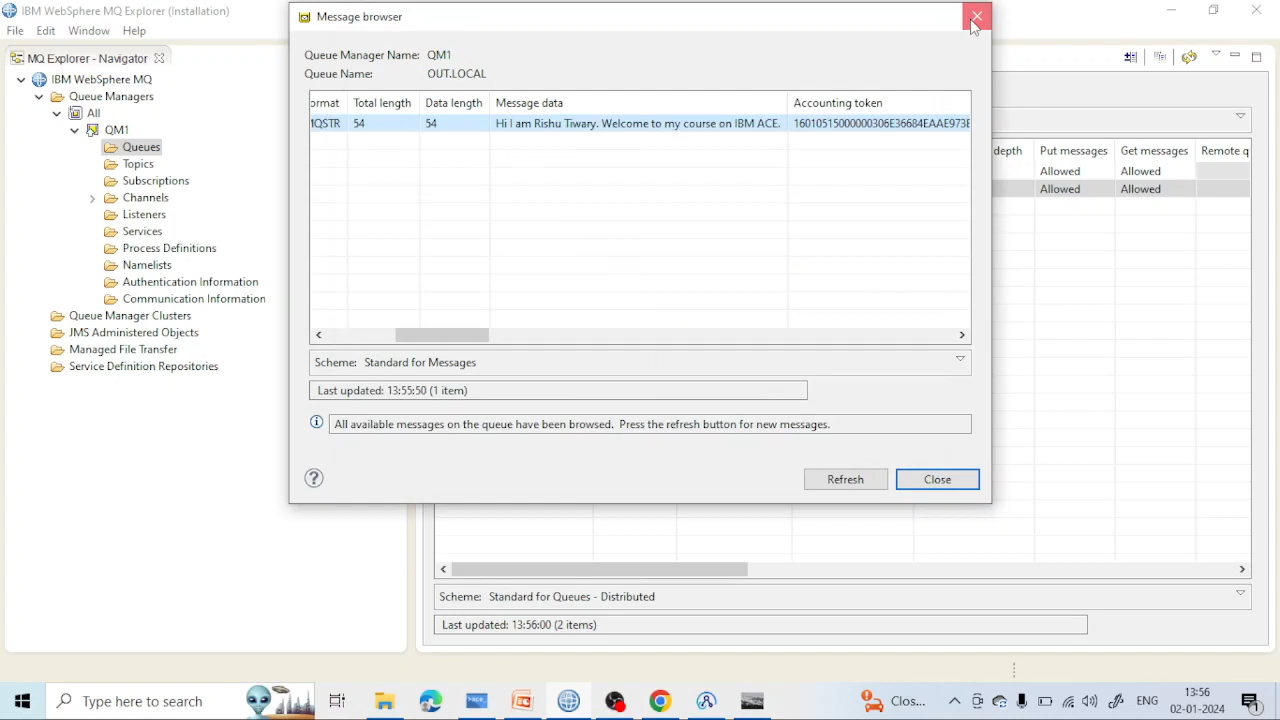 IBM WebSphere MQ Explorer (Installation)
File Edit Window Help
MQ Explorer - Navigator
IBM WebSphere MQ
Queue Managers
All
QM1
Queues
Topics
Subscriptions
Channels
Listeners
Services
Process Definitions
Namelists
Authentication Information
Communication Information
Queue Manager Clusters
JMS Administered Objects
Managed File Transfer
Service Definition Repositories
Message browser
Queue Manager Name: QM1
Queue Name: OUT.LOCAL
ormat Total length Data length Message data Accounting token
MQSTR 54 54 Hi I am Rishu Tiwary. Welcome to my course on IBM ACE. 16010515000000306E36684EAAE973E
Scheme: Standard for Messages
Last updated: 13:55:50 (1 item)
All available messages on the queue have been browsed. Press the refresh button for new messages.
? Refresh Close
depth Put messages Get messages Remote q
Allowed Allowed
Allowed Allowed
Scheme: Standard for Queues - Distributed
Last updated: 13:56:00 (2 items)
Type here to search
Clos...
ENG
13:56
02-01-2024